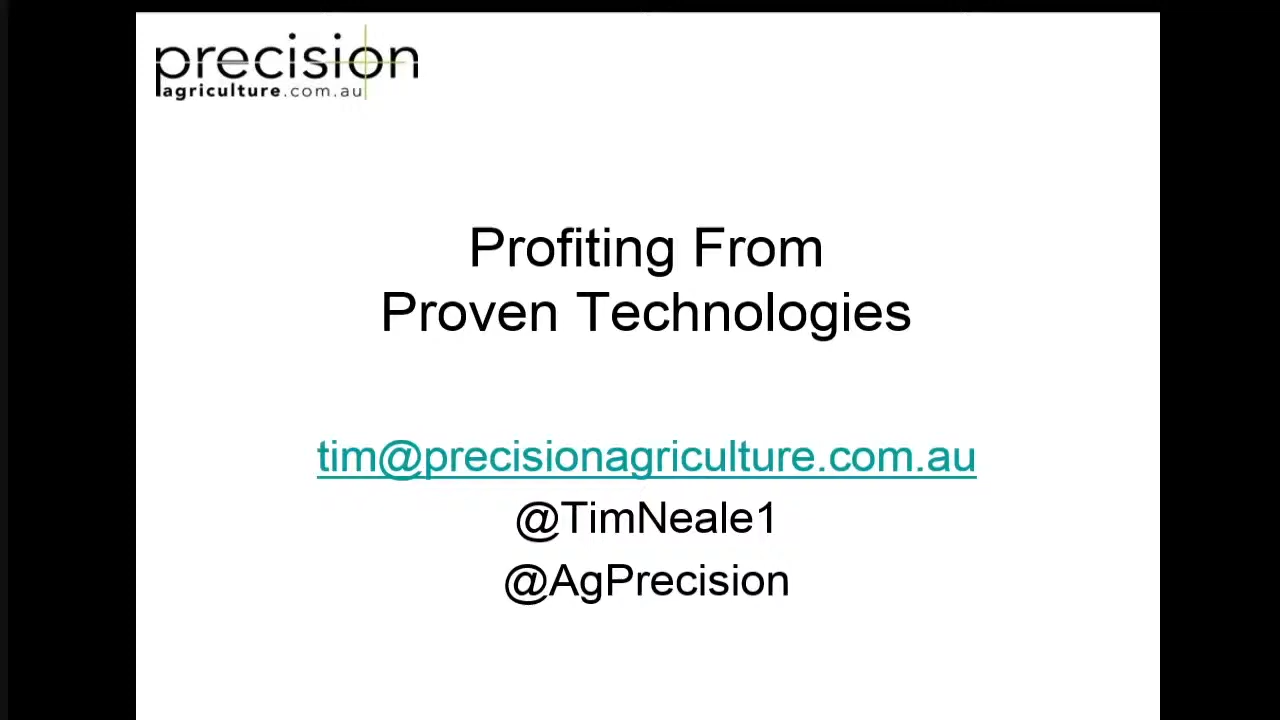 precision
agriculture.com.au
Profiting From
Proven Technologies
tim@precisionagriculture.com.au
@TimNeale1
@AgPrecision